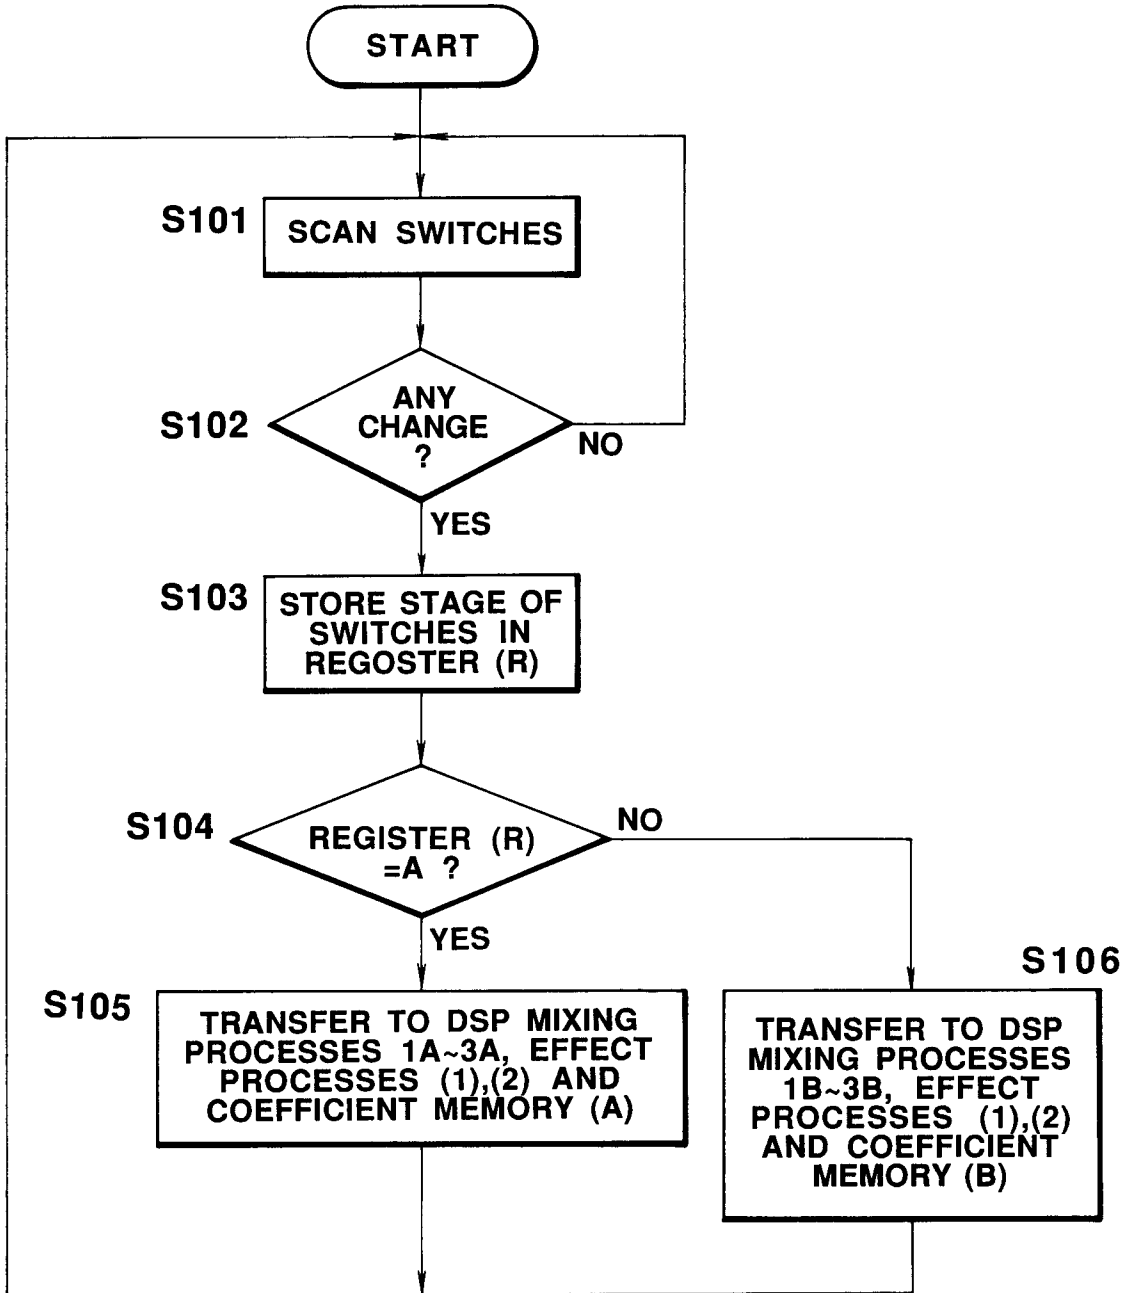 START
S101
SCAN SWITCHES
S102
ANY
CHANGE
?
NO
YES
S103
STORE STAGE OF
SWITCHES IN
REGOSTER (R)
S104
REGISTER (R)
=A ?
NO
YES
S105
TRANSFER TO DSP MIXING
PROCESSES 1A~3A, EFFECT
PROCESSES (1),(2) AND
COEFFICIENT MEMORY (A)
S106
TRANSFER TO DSP
MIXING PROCESSES
1B~3B, EFFECT
PROCESSES (1),(2)
AND COEFFICIENT
MEMORY (B)